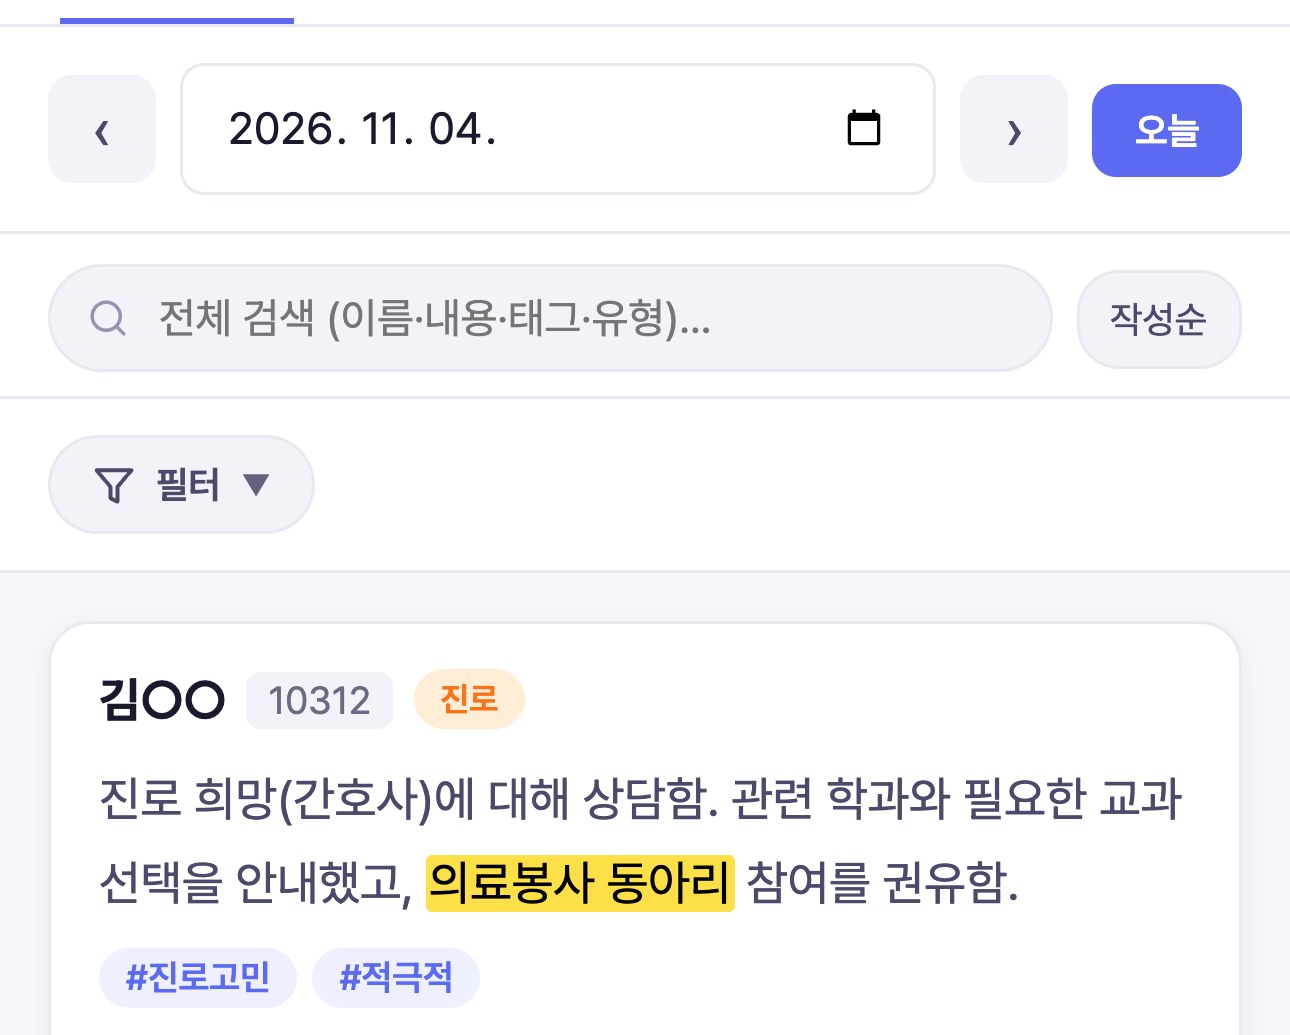 ‹ 2026. 11. 04. › 오늘
전체 검색 (이름·내용·태그·유형)... 작성순
필터 ▼
김○○ 10312 진로
진로 희망(간호사)에 대해 상담함. 관련 학과와 필요한 교과
선택을 안내했고, 의료봉사 동아리 참여를 권유함.
#진로고민 #적극적